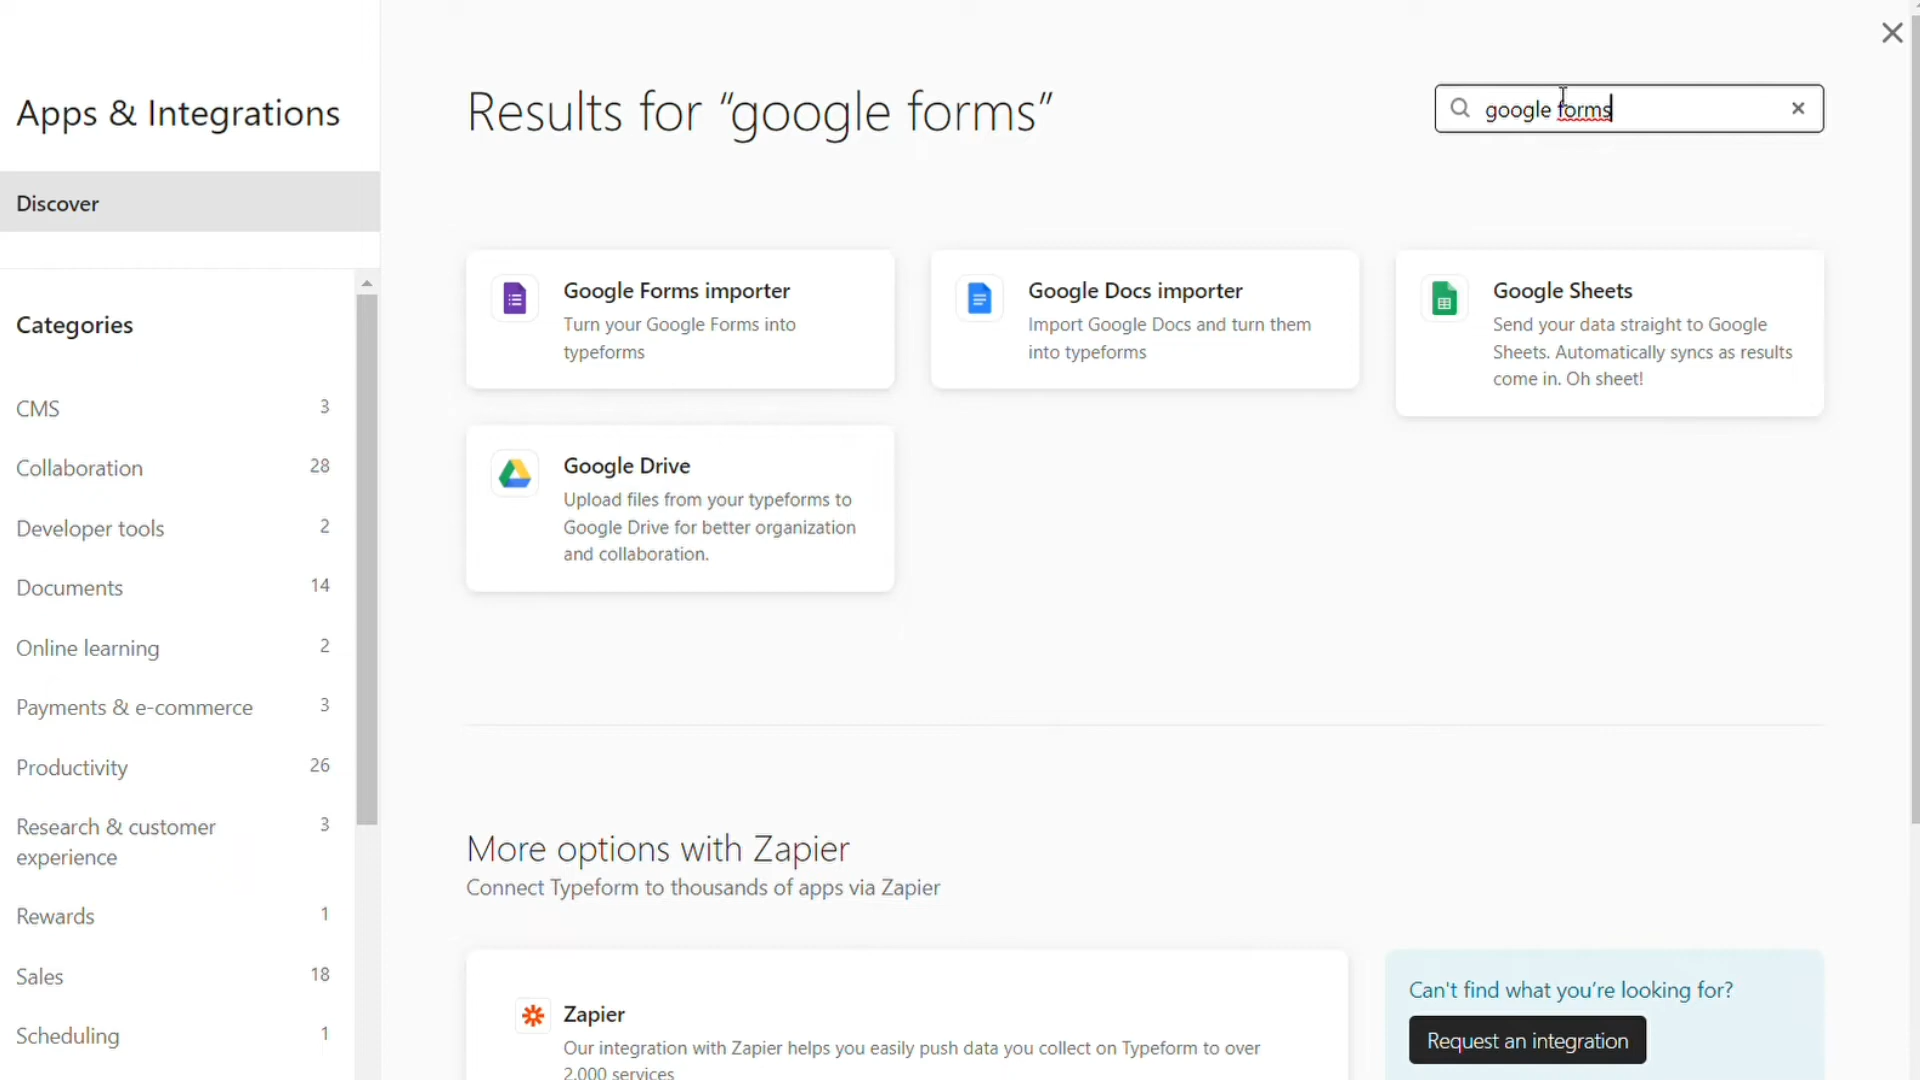 Apps & Integrations
Discover
Categories
CMS 3
Collaboration 28
Developer tools 2
Documents 14
Online learning 2
Payments & e-commerce 3
Productivity 26
Research & customer 3
experience
Rewards 1
Sales 18
Scheduling 1
Results for “google forms”
google forms
Google Forms importer
Turn your Google Forms into
typeforms
Google Docs importer
Import Google Docs and turn them
into typeforms
Google Sheets
Send your data straight to Google
Sheets. Automatically syncs as results
come in. Oh sheet!
Google Drive
Upload files from your typeforms to
Google Drive for better organization
and collaboration.
More options with Zapier
Connect Typeform to thousands of apps via Zapier
Zapier
Our integration with Zapier helps you easily push data you collect on Typeform to over
2,000 services
Can't find what you’re looking for?
Request an integration